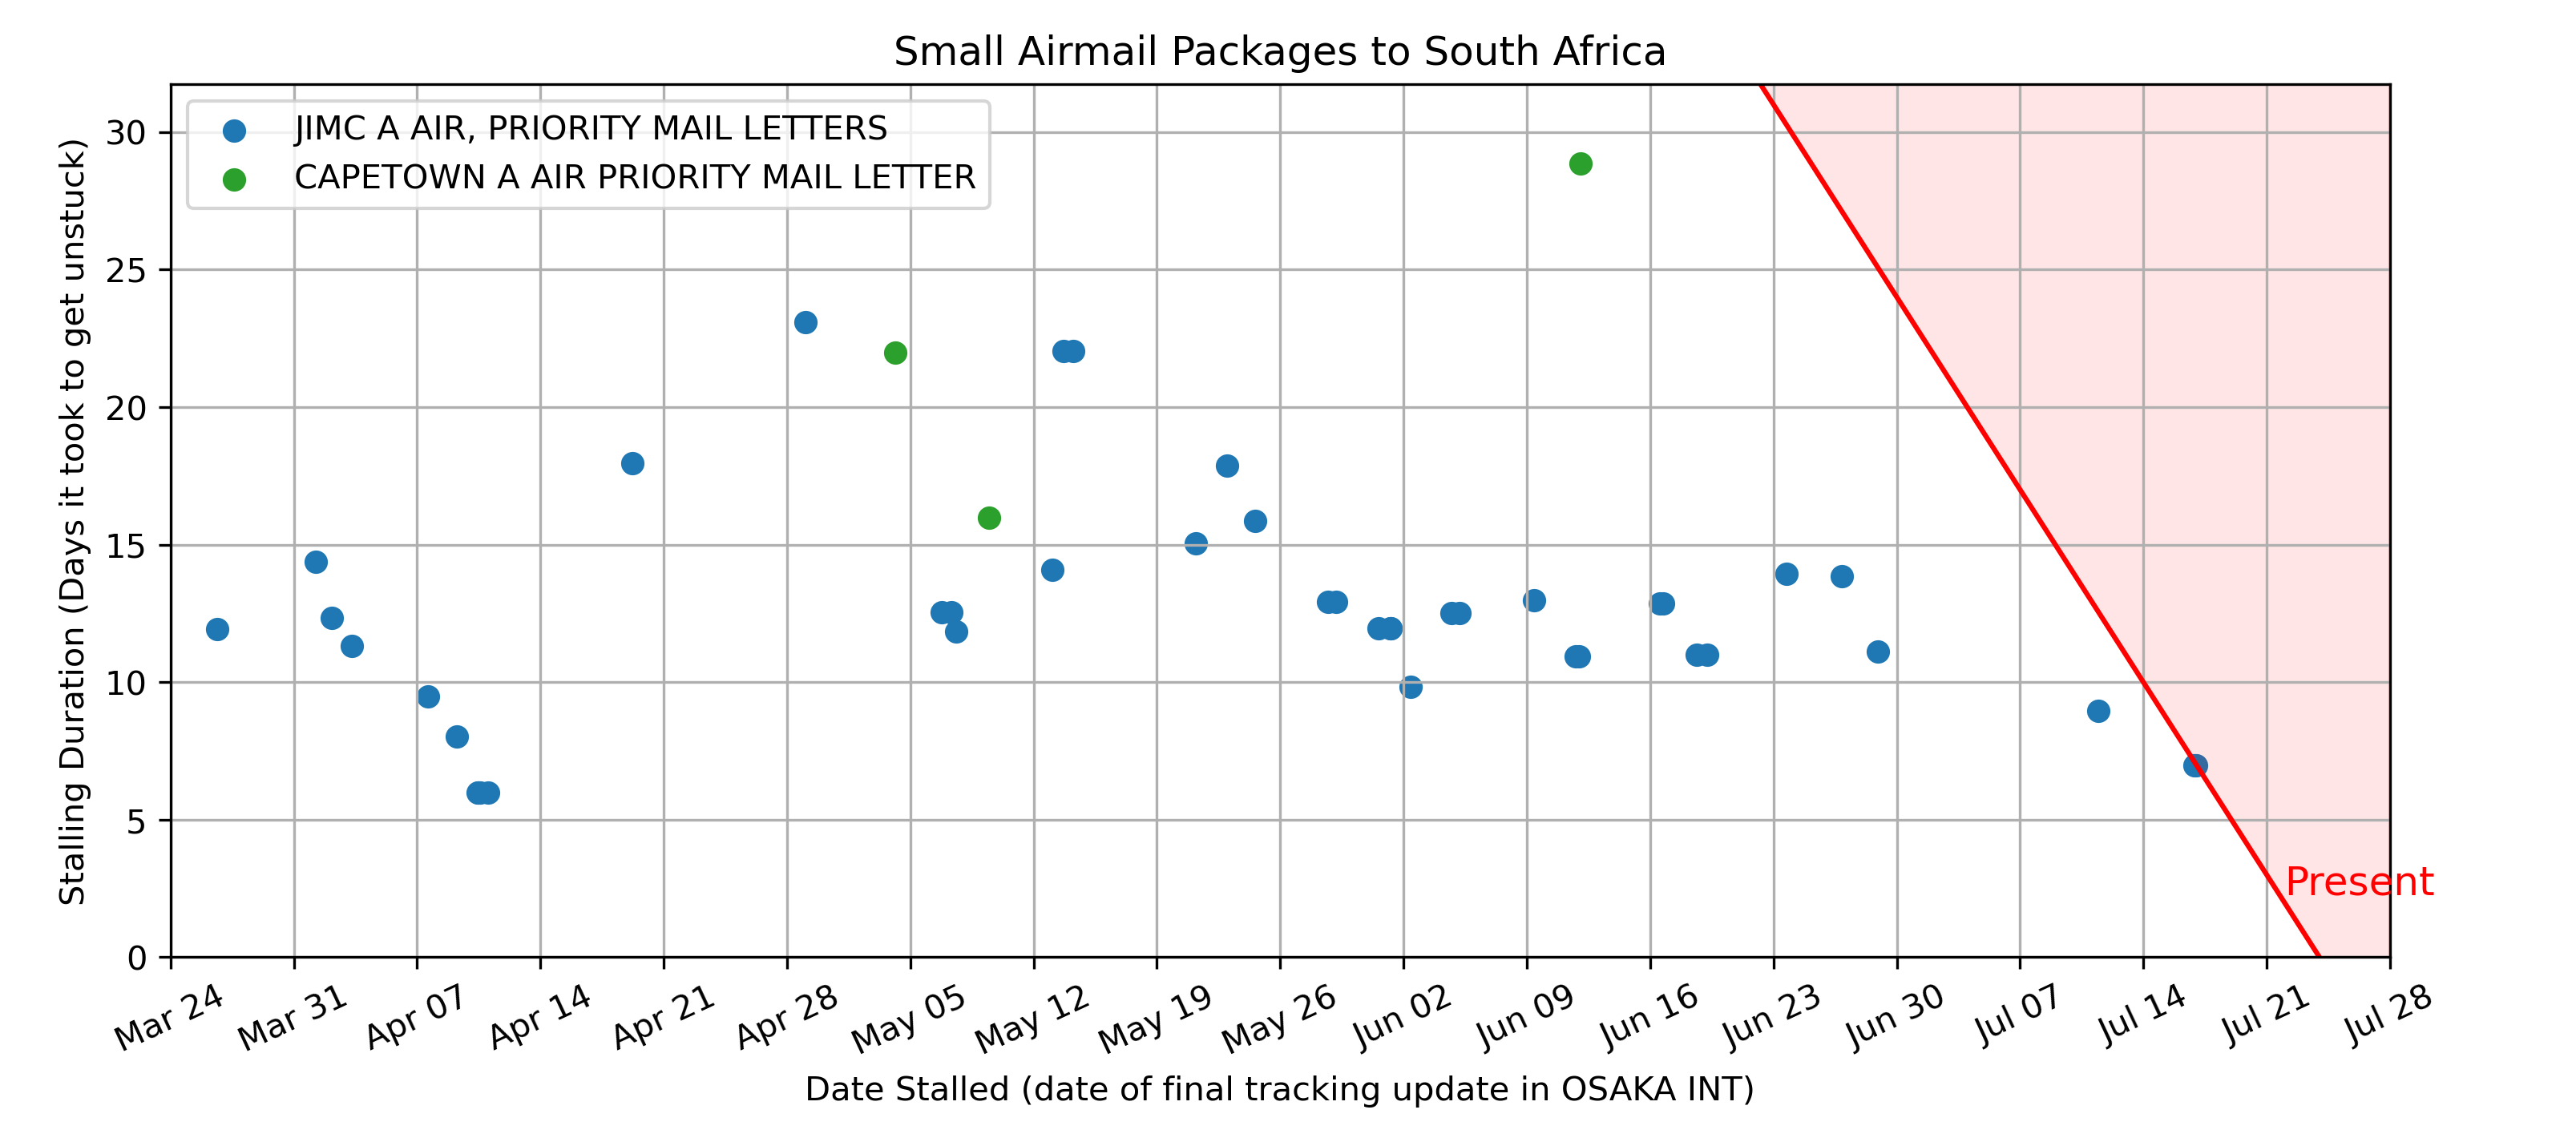 Small Airmail Packages to South Africa
JIMC A AIR, PRIORITY MAIL LETTERS
CAPETOWN A AIR PRIORITY MAIL LETTER
Stalling Duration (Days it took to get unstuck)
30
25
20
15
10
5
0
Present
Mar 24
Mar 31
Apr 07
Apr 14
Apr 21
Apr 28
May 05
May 12
May 19
May 26
Jun 02
Jun 09
Jun 16
Jun 23
Jun 30
Jul 07
Jul 14
Jul 21
Jul 28
Date Stalled (date of final tracking update in OSAKA INT)